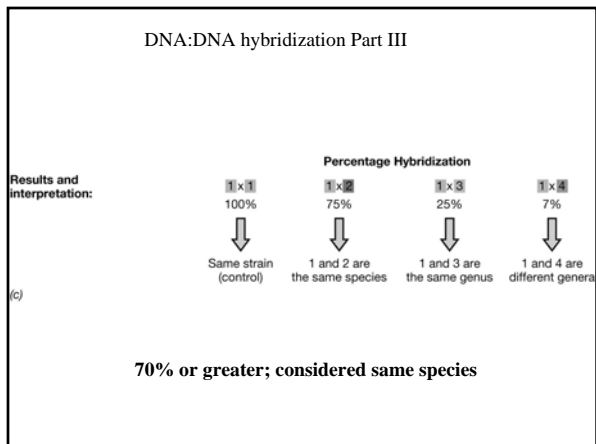 DNA:DNA hybridization Part III
Percentage Hybridization
Results and
interpretation:
1 x 1
1 x 2
1 x 3
1 x 4
100%
75%
25%
7%
Same strain
(control)
1 and 2 are
the same species
1 and 3 are
the same genus
1 and 4 are
different genera
(c)
70% or greater; considered same species